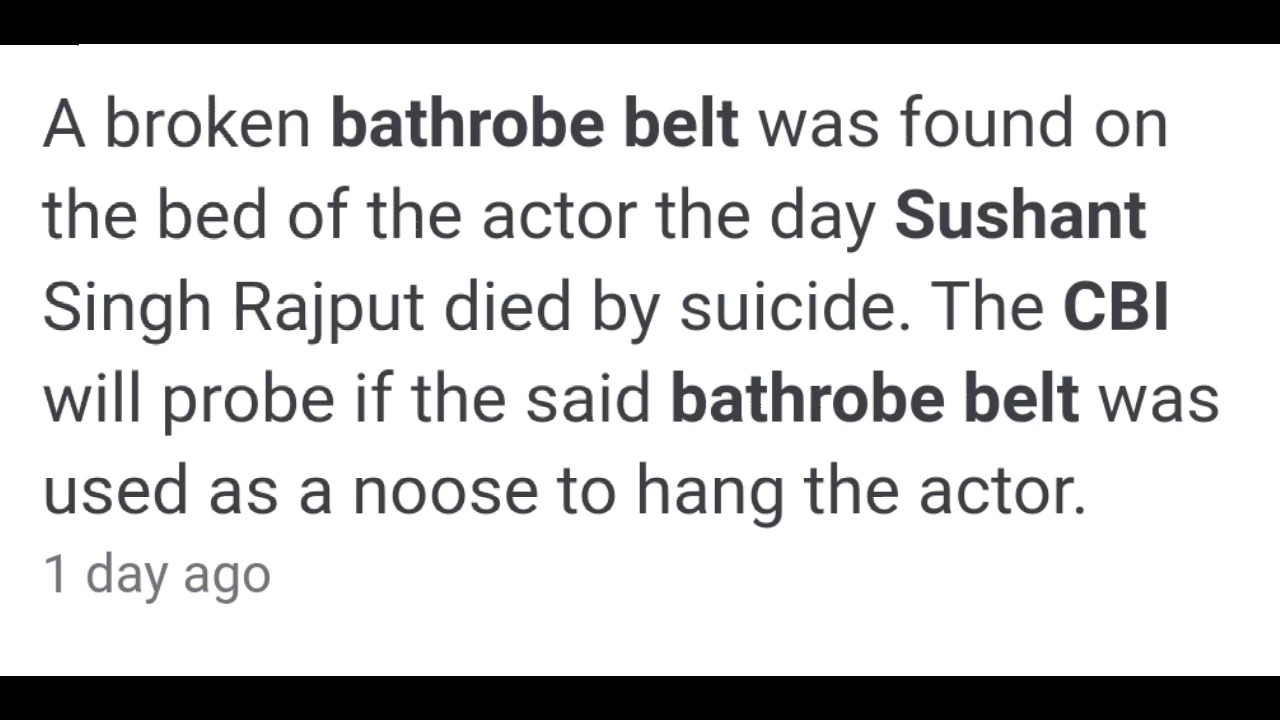 A broken bathrobe belt was found on
the bed of the actor the day Sushant
Singh Rajput died by suicide. The CBI
will probe if the said bathrobe belt was
used as a noose to hang the actor.
1 day ago